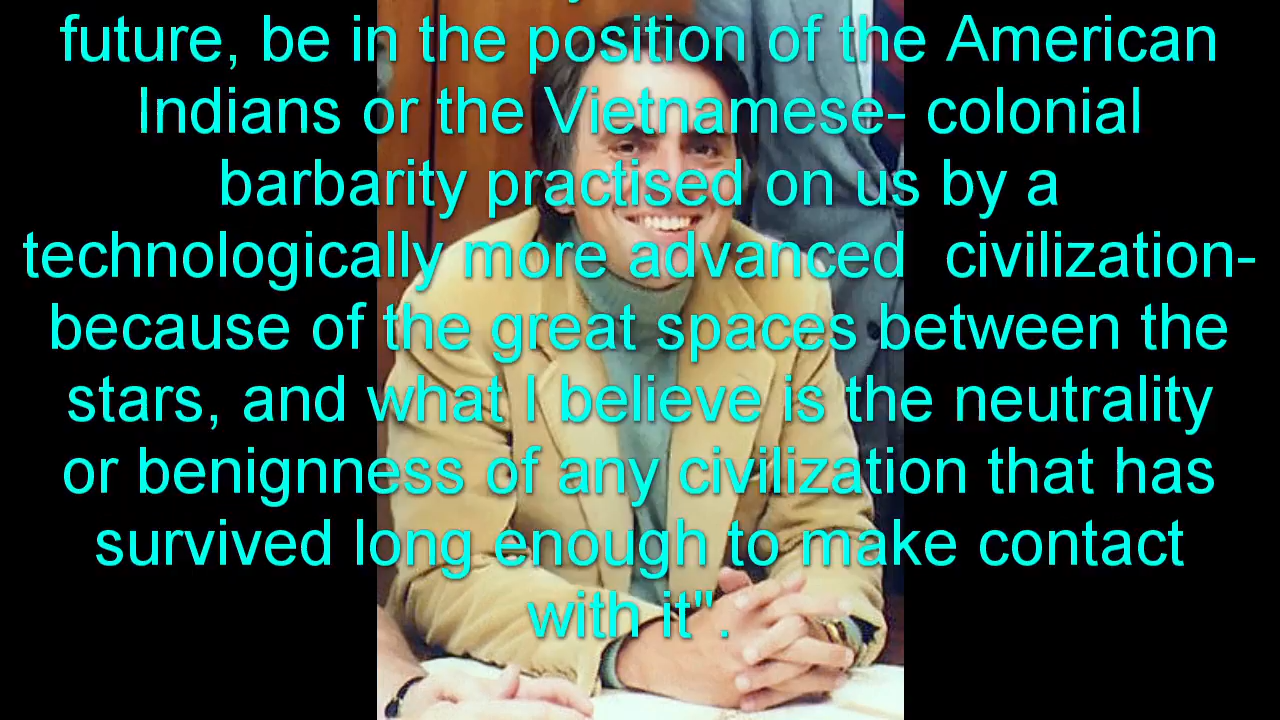 future, be in the position of the American
Indians or the Vietnamese- colonial
barbarity practised on us by a
technologically more advanced  civilization-
because of the great spaces between the
stars, and what I believe is the neutrality
or benignness of any civilization that has
survived long enough to make contact
with it".